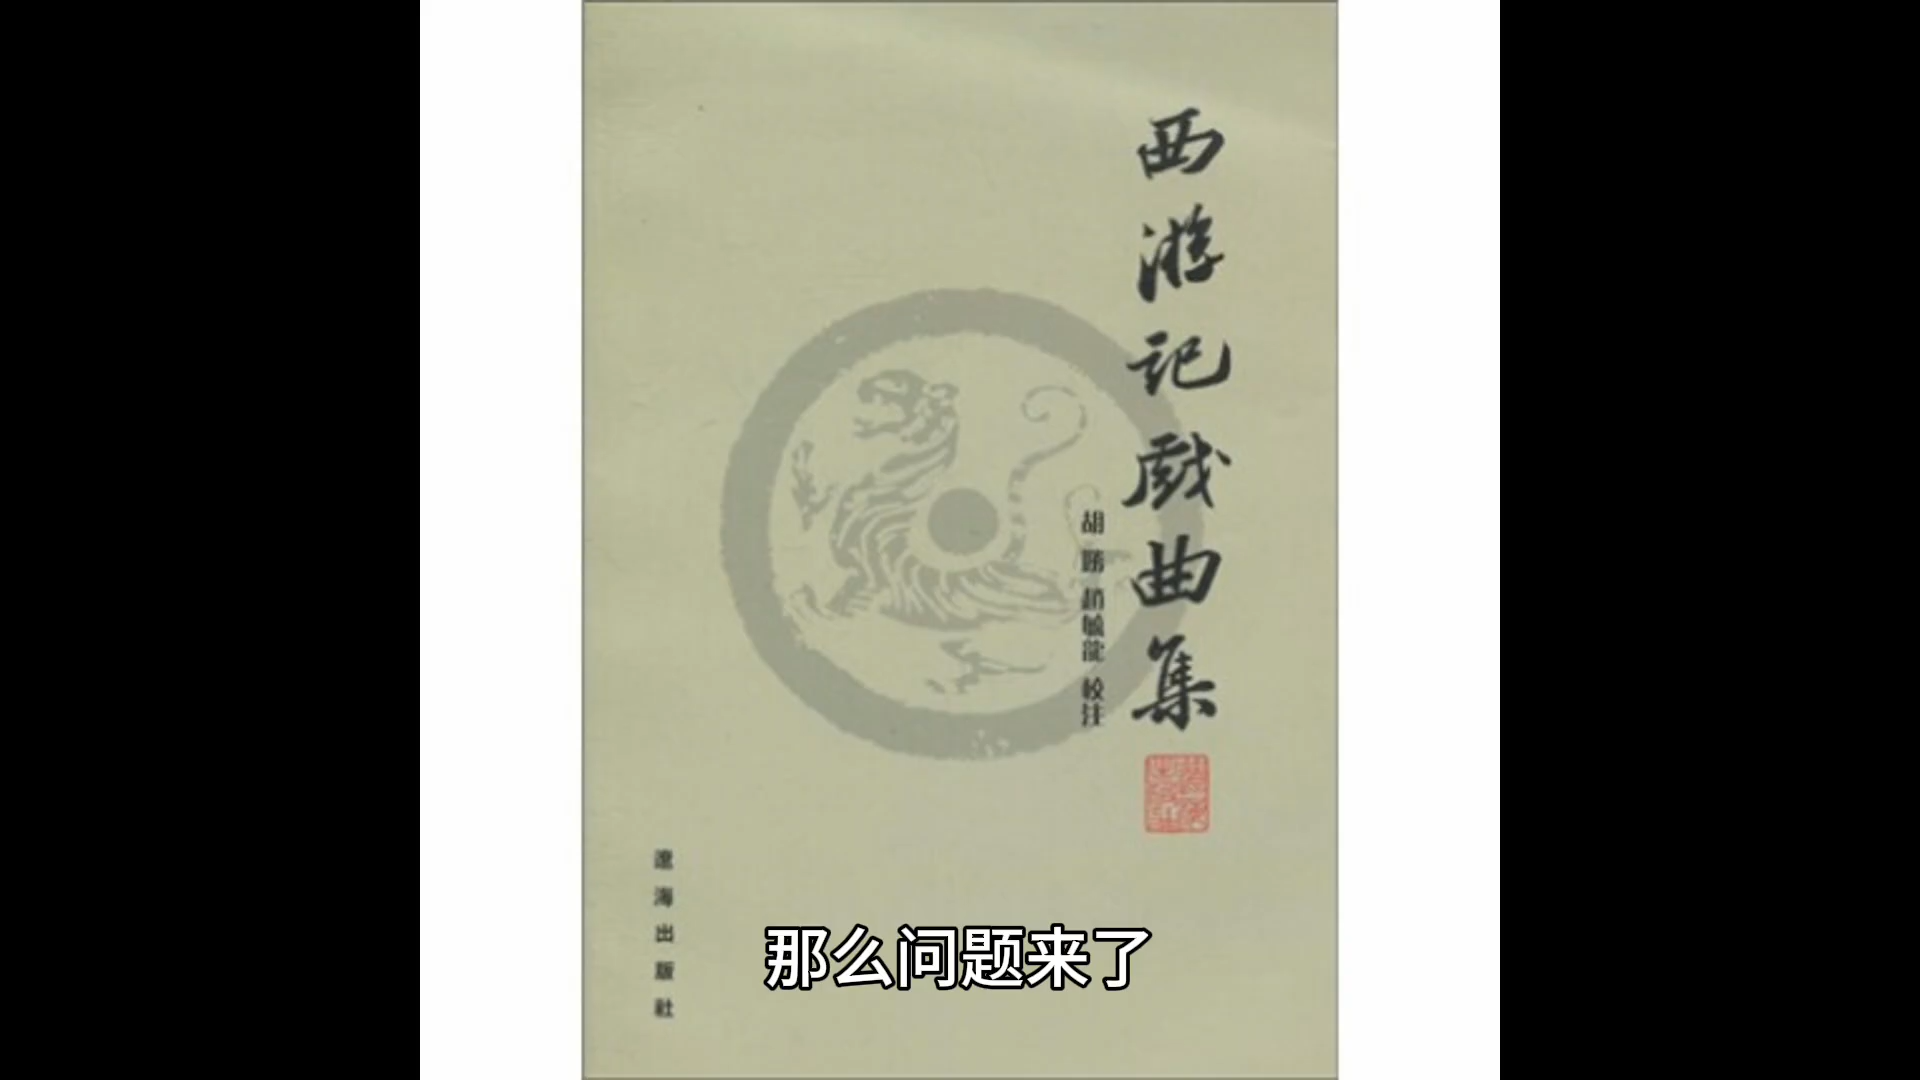 西游记戏曲集
胡 胜 赵毓龙 校注
辽海出版社
那么问题来了